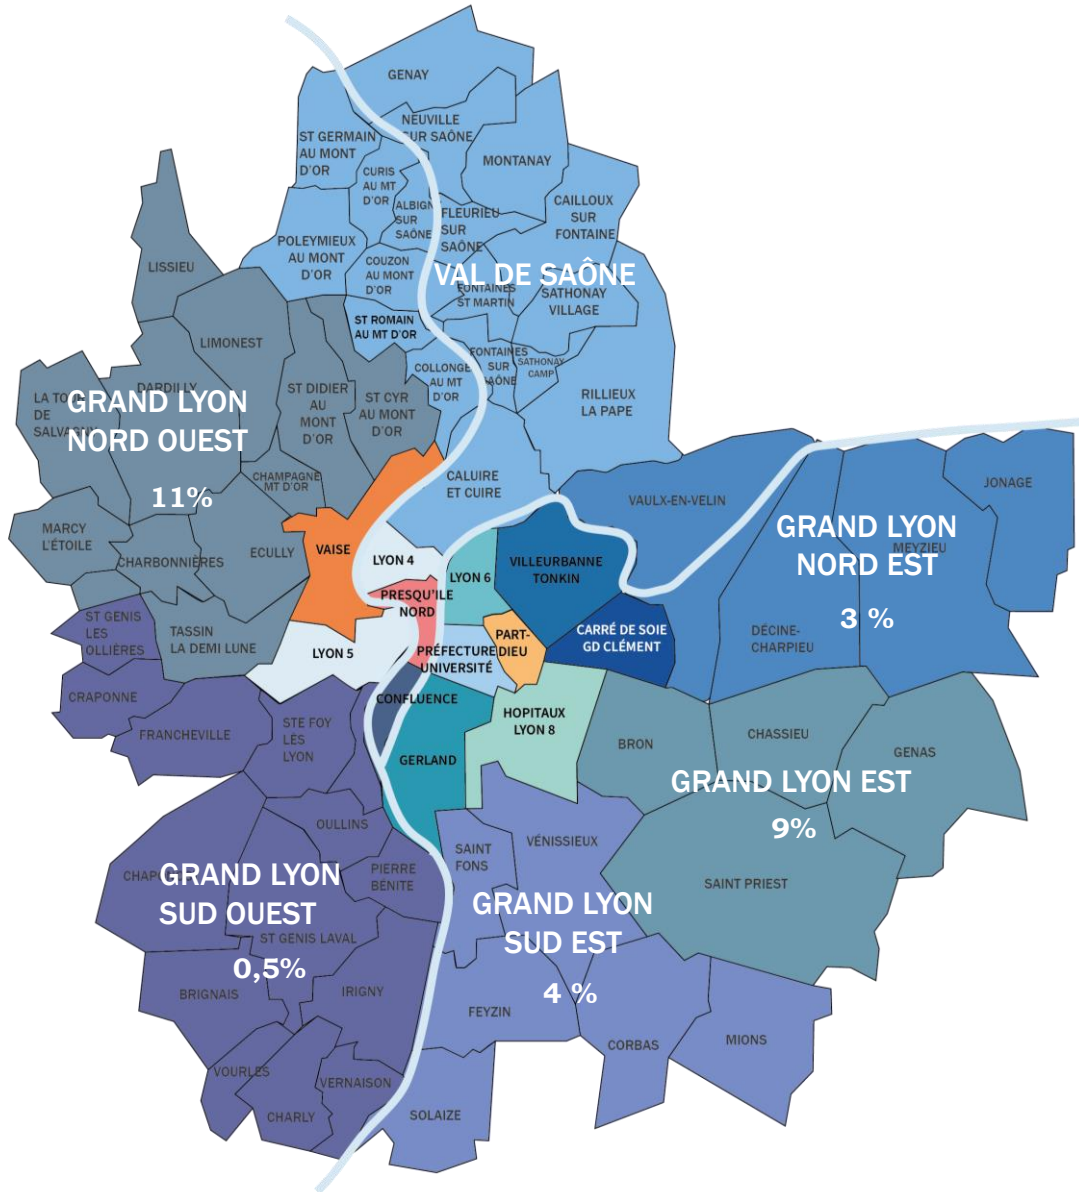 GENAY
NEUVILLE
SUR SAÔNE
ST GERMAIN
AU MONT
D'OR
MONTANAY
CURIS
AU MT
D'OR
ALBIGN
SUR
SAÔNE
FLEURIEU
SUR
SAÔNE
CAILLOUX
SUR
FONTAINE
POLEYMIEUX
AU MONT
D'OR
COUZON
AU MONT
D'OR
VAL DE SAÔNE
FONTAINES
ST MARTIN
SATHONAY
VILLAGE
LISSIEU
ST ROMAIN
AU MT D'OR
LIMONEST
FONTAINES
SUR
SAÔNE
SATHONAY
CAMP
COLLONGE
AU MT
D'OR
RILLIEUX
LA PAPE
DARDILLY
ST DIDIER
AU
MONT
D'OR
ST CYR
AU MONT
D'OR
LA TO
DE
SALVAGNY
GRAND LYON
NORD OUEST
11%
CHAMPAGNE
MT D'OR
CALUIRE
ET CUIRE
VAULX-EN-VELIN
JONAGE
MARCY
L'ÉTOILE
CHARBONNIÈRES
ECULLY
VAISE
LYON 4
LYON 6
VILLEURBANNE
TONKIN
GRAND LYON
NORD EST
3 %
MEYZIEU
PRESQU'ILE
NORD
ST GENIS
LES
OLLIÈRES
TASSIN
LA DEMI LUNE
LYON 5
PRÉFECTURE
UNIVERSITÉ
PART-
DIEU
CARRÉ DE SOIE
GD CLÉMENT
DÉCINE-
CHARPIEU
CRAPONNE
FRANCHEVILLE
STE FOY
LÈS
LYON
CONFLUENCE
GERLAND
HOPITAUX
LYON 8
BRON
CHASSIEU
GENAS
GRAND LYON EST
9%
OULLINS
PIERRE
BÉNITE
SAINT
FONS
VÉNISSIEUX
SAINT PRIEST
CHAPO
GRAND LYON
SUD OUEST
0,5%
ST GENIS LAVAL
GRAND LYON
SUD EST
4 %
BRIGNAIS
IRIGNY
FEYZIN
CORBAS
MIONS
VOURLES
VERNAISON
CHARLY
SOLAIZE